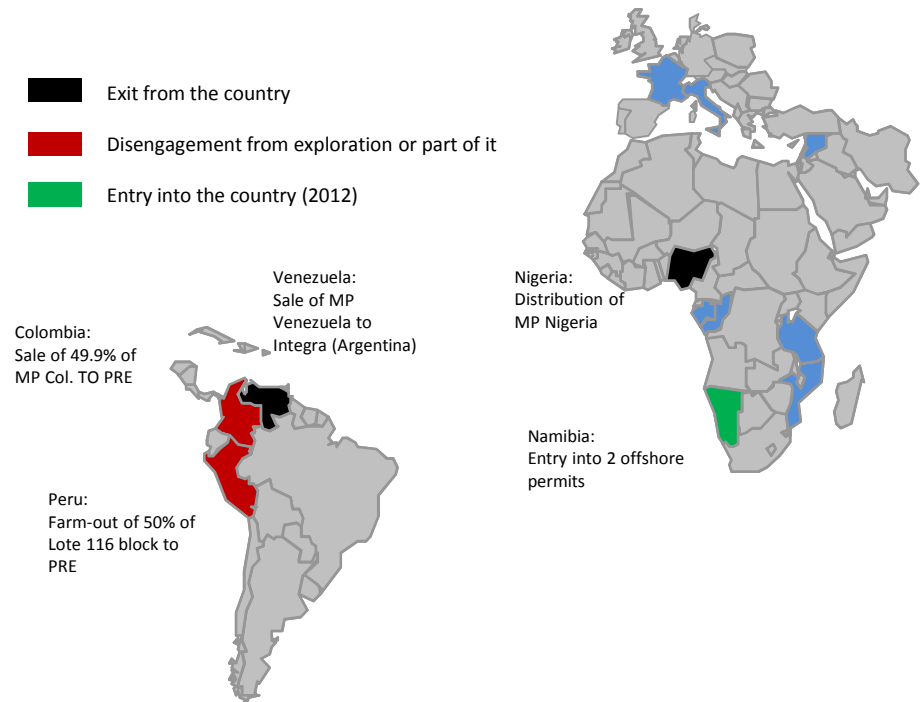 Exit from the country
Disengagement from exploration or part of it
Entry into the country (2012)
Venezuela:
Sale of MP
Venezuela to
Integra (Argentina)
Nigeria:
Distribution of
MP Nigeria
Colombia:
Sale of 49.9% of
MP Col. TO PRE
Namibia:
Entry into 2 offshore
permits
Peru:
Farm-out of 50% of
Lote 116 block to
PRE